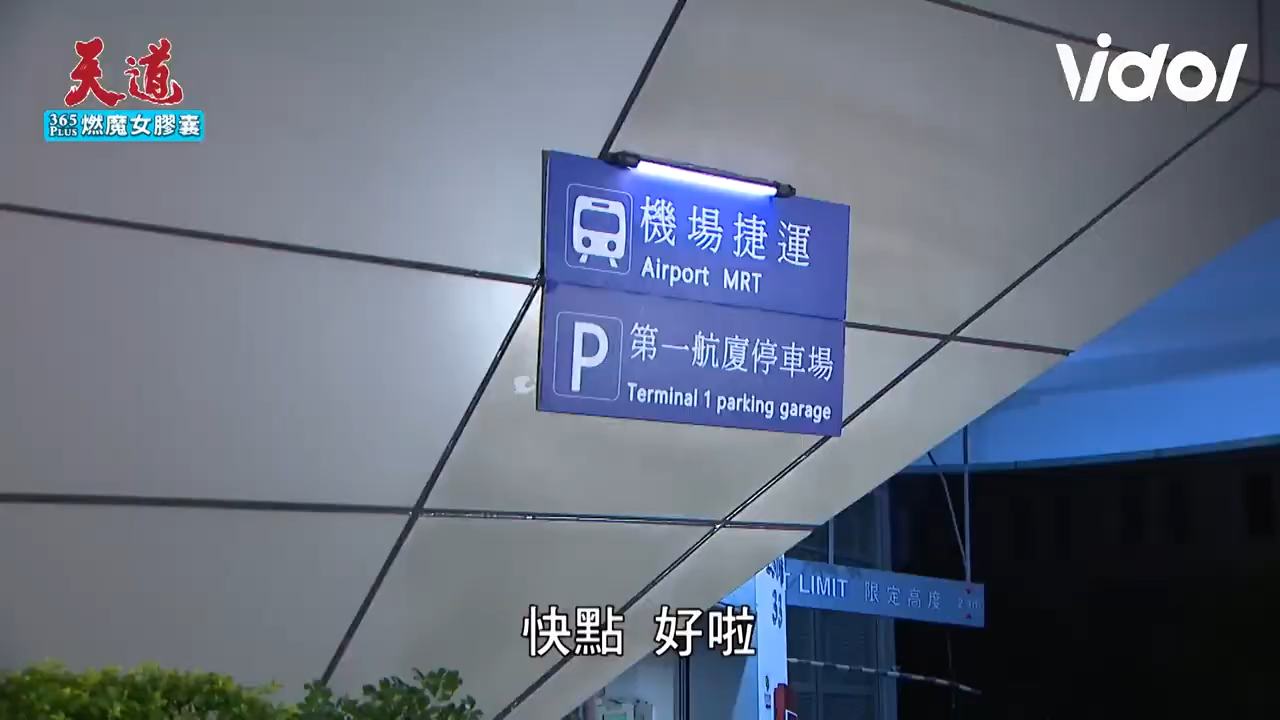 天道
365 PLUS 燃魔女膠囊
Vidol
機場捷運
Airport MRT
第一航廈停車場
Terminal 1 parking garage
LIMIT 限定高度
33
快點 好啦